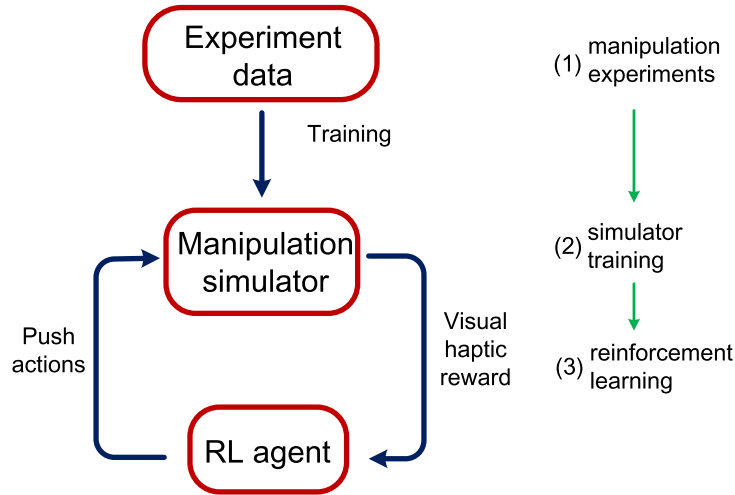 Experiment
data
Training
Manipulation
simulator
Push
actions
Visual
haptic
reward
RL agent
(1) manipulation
experiments
(2) simulator
training
(3) reinforcement
learning